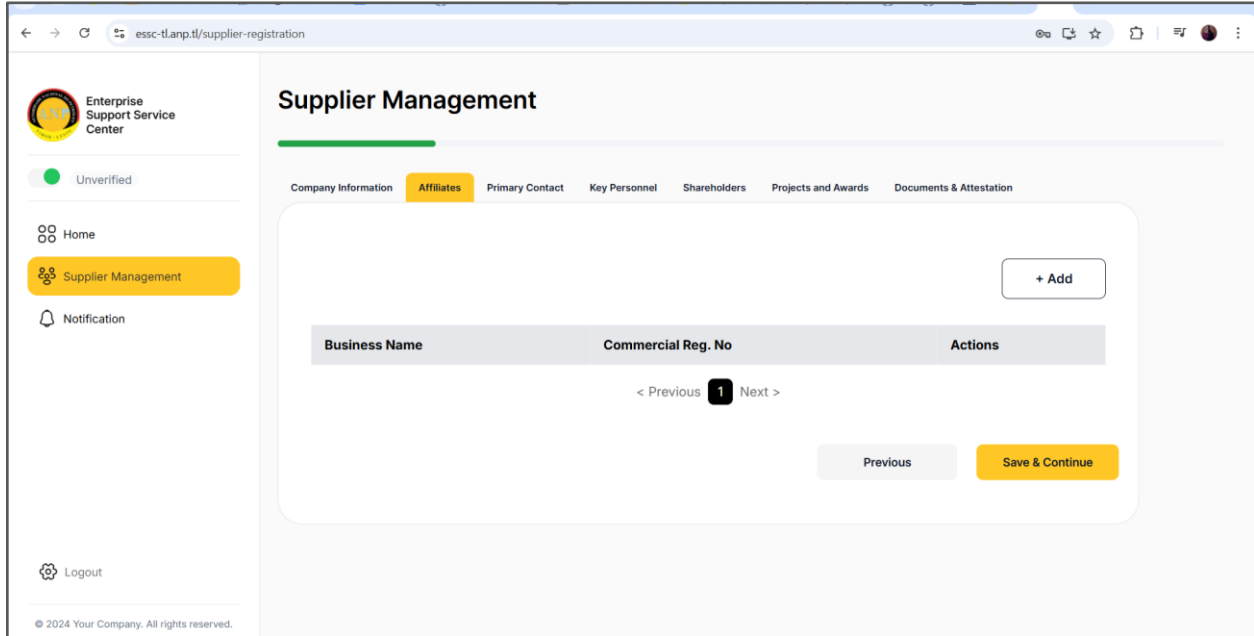 essc-tl.anp.tl/supplier-registration
Enterprise
Support Service
Center
Unverified
Home
Supplier Management
Notification
Logout
© 2024 Your Company. All rights reserved.
Supplier Management
Company Information Affiliates Primary Contact Key Personnel Shareholders Projects and Awards Documents & Attestation
+ Add
Business Name Commercial Reg. No Actions
< Previous 1 Next >
Previous Save & Continue